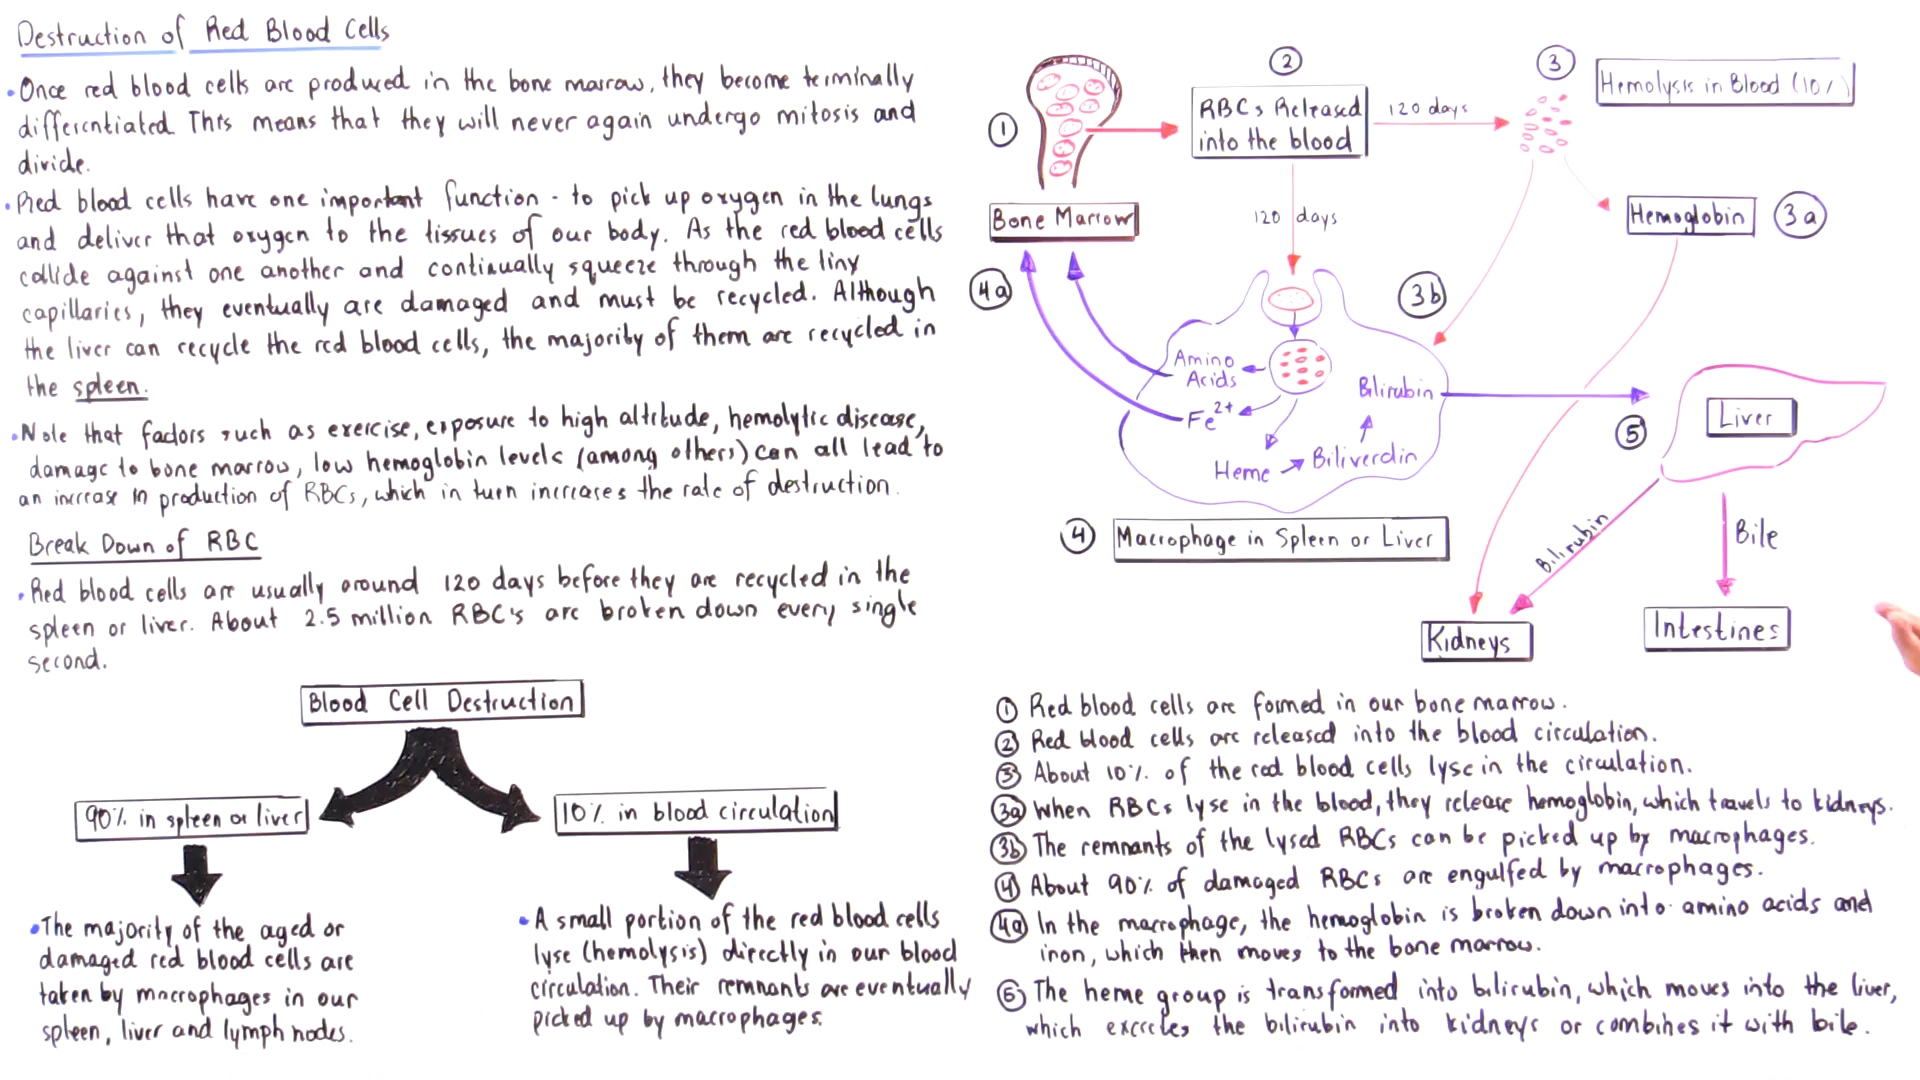 Destruction of Red Blood Cells
• Once red blood cells are produced in the bone marrow, they become terminally
differentiated. This means that they will never again undergo mitosis and
divide.
• Red blood cells have one important function - to pick up oxygen in the lungs
and deliver that oxygen to the tissues of our body. As the red blood cells
collide against one another and continually squeeze through the tiny
capillaries, they eventually are damaged and must be recycled. Although
the liver can recycle the red blood cells, the majority of them are recycled in
the spleen.
• Note that factors such as exercise, exposure to high altitude, hemolytic disease,
damage to bone marrow, low hemoglobin levels (among others) can all lead to
an increase in production of RBCs, which in turn increases the rate of destruction.
Break Down of RBC
• Red blood cells are usually around 120 days before they are recycled in the
spleen or liver. About 2.5 million RBC's are broken down every single
second.
Blood Cell Destruction
90% in spleen or liver
10% in blood circulation
• The majority of the aged or
damaged red blood cells are
taken by macrophages in our
spleen, liver and lymph nodes.
• A small portion of the red blood cells
lyse (hemolysis) directly in our blood
circulation. Their remnants are eventually
picked up by macrophages.
1
Bone Marrow
2
RBCs Released
into the blood
120 days
3
Hemolysis in Blood (10%)
Hemoglobin
3a
120 days
4a
3b
Amino
Acids
Fe2+
Heme
Biliverdin
Bilirubin
5
Liver
4
Macrophage in Spleen or Liver
Bilirubin
Bile
Kidneys
Intestines
1 Red blood cells are formed in our bone marrow.
2 Red blood cells are released into the blood circulation.
3 About 10% of the red blood cells lyse in the circulation.
3a When RBCs lyse in the blood, they release hemoglobin, which travels to kidneys.
3b The remnants of the lysed RBCs can be picked up by macrophages.
4 About 90% of damaged RBCs are engulfed by macrophages.
4a In the macrophage, the hemoglobin is broken down into amino acids and
iron, which then moves to the bone marrow.
5 The heme group is transformed into bilirubin, which moves into the liver,
which excretes the bilirubin into kidneys or combines it with bile.